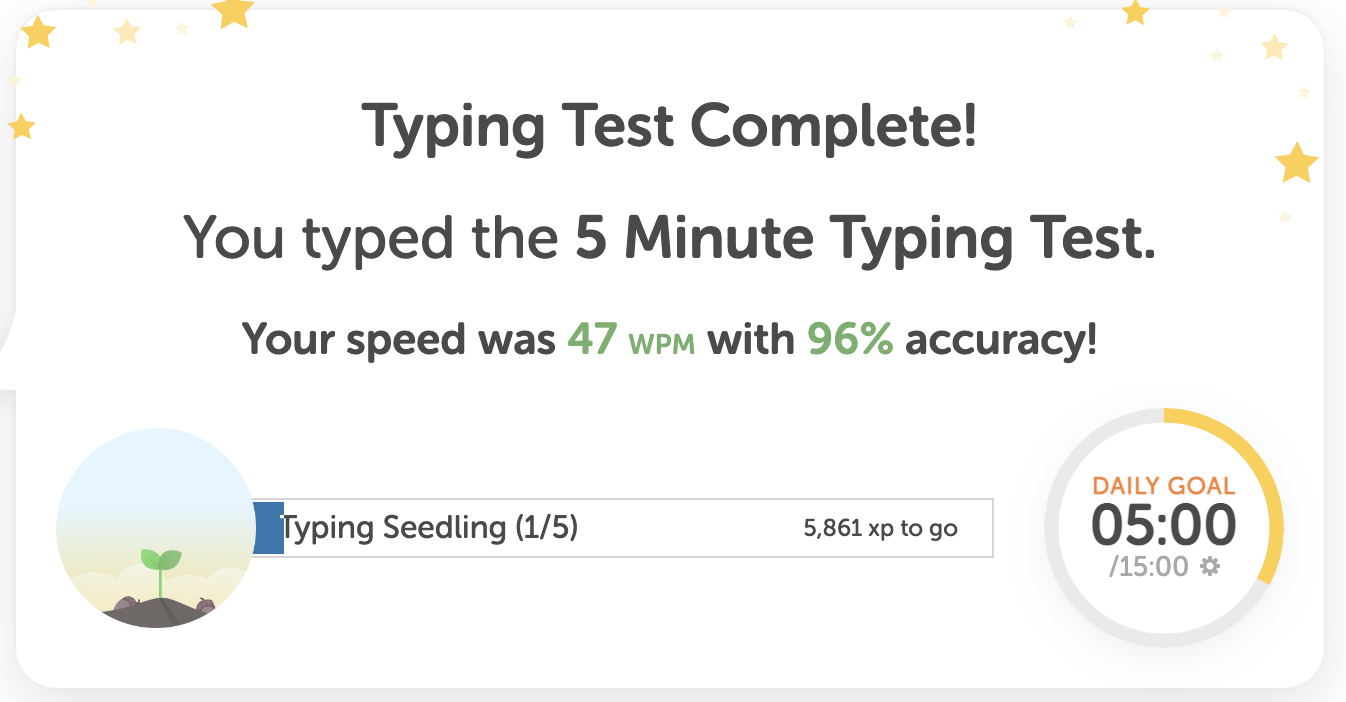 Typing Test Complete!
You typed the 5 Minute Typing Test.
Your speed was 47 WPM with 96% accuracy!
Typing Seedling (1/5)
5,861 xp to go
DAILY GOAL
05:00
/15:00